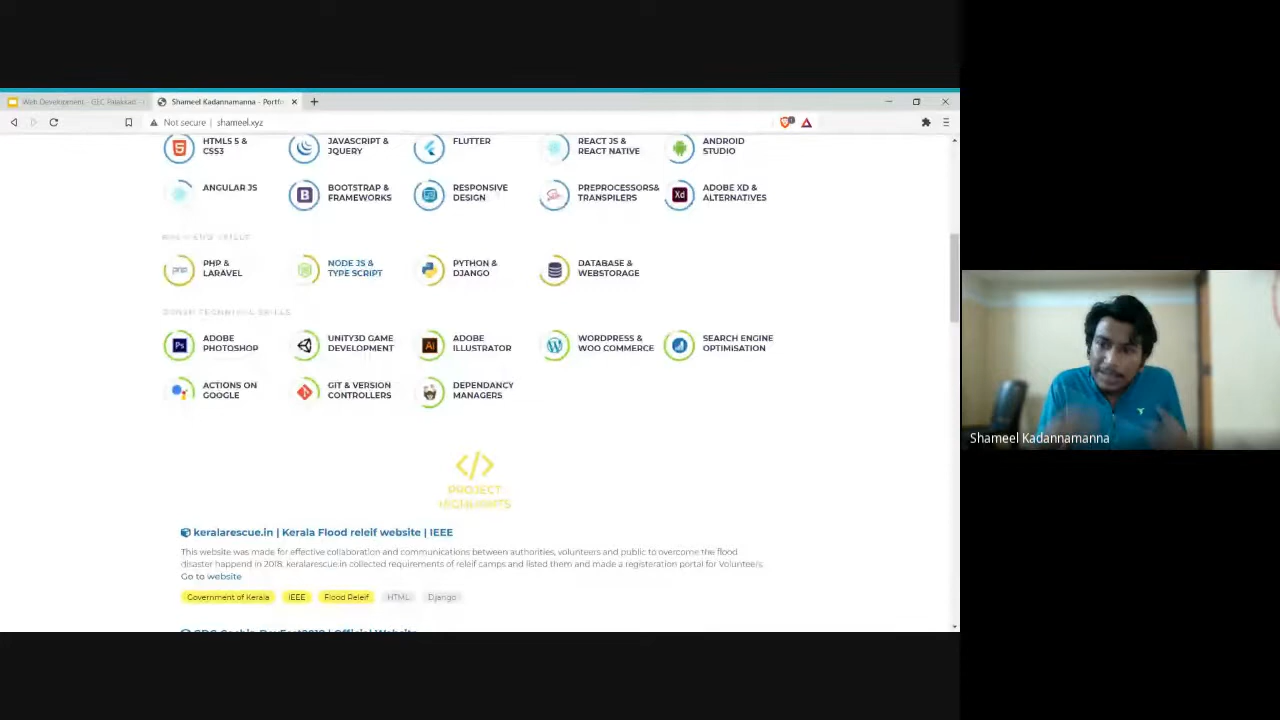 Web Development - GEC Palakkad
Shameel Kadannamanna - Portfo
Not secure | shameel.xyz
HTML5 & CSS3
JAVASCRIPT & JQUERY
FLUTTER
REACT JS & REACT NATIVE
ANDROID STUDIO
ANGULAR JS
BOOTSTRAP & FRAMEWORKS
RESPONSIVE DESIGN
PREPROCESSORS& TRANSPILERS
ADOBE XD & ALTERNATIVES
PHP & LARAVEL
NODE JS & TYPE SCRIPT
PYTHON & DJANGO
DATABASE & WEBSTORAGE
TECHNICAL SKILLS
ADOBE PHOTOSHOP
UNITY3D GAME DEVELOPMENT
ADOBE ILLUSTRATOR
WORDPRESS & WOO COMMERCE
SEARCH ENGINE OPTIMISATION
ACTIONS ON GOOGLE
GIT & VERSION CONTROLLERS
DEPENDANCY MANAGERS
PROJECT
HIGHLIGHTS
keralarescue.in | Kerala Flood releif website | IEEE
This website was made for effective collaboration and communications between authorities, volunteers and public to overcome the flood
disaster happend in 2018. keralarescue.in collected requirements of releif camps and listed them and made a registeration portal for Volunteers.
Go to website
Government of Kerala IEEE Flood Releif HTML Django
Shameel Kadannamanna